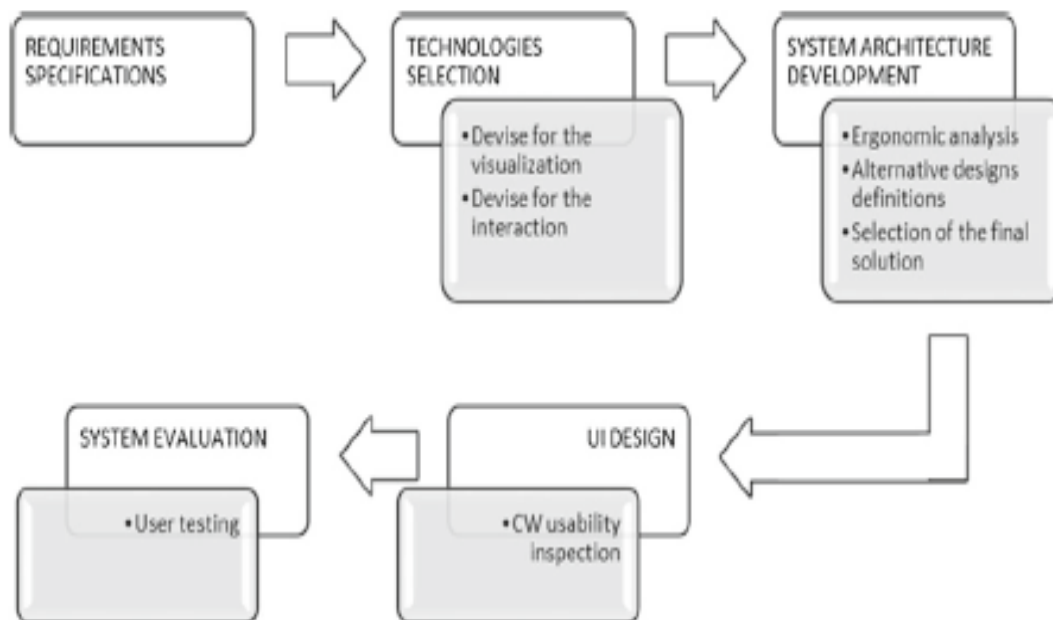 REQUIREMENTS
SPECIFICATIONS
TECHNOLOGIES
SELECTION
•Devise for the
visualization
•Devise for the
interaction
SYSTEM ARCHITECTURE
DEVELOPMENT
•Ergonomic analysis
•Alternative designs
definitions
•Selection of the final
solution
UI DESIGN
•CW usability
inspection
SYSTEM EVALUATION
•User testing